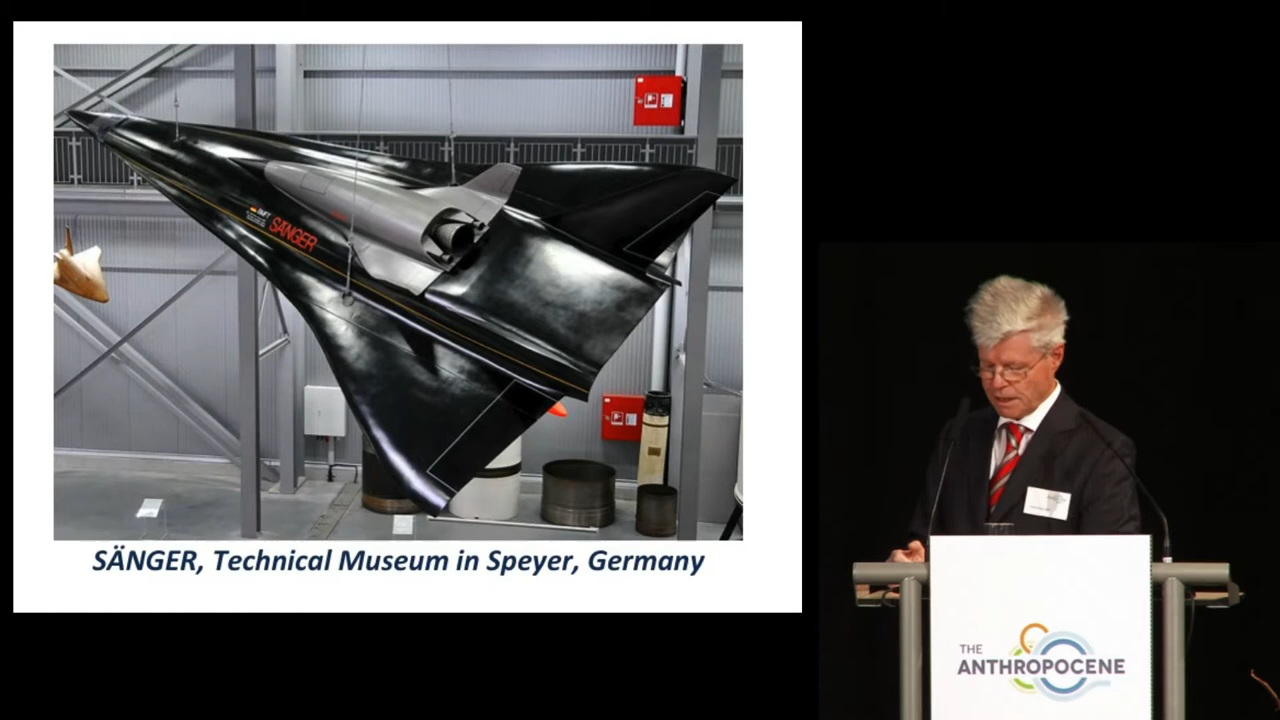 SÄNGER
SÄNGER, Technical Museum in Speyer, Germany
THE
ANTHROPOCENE